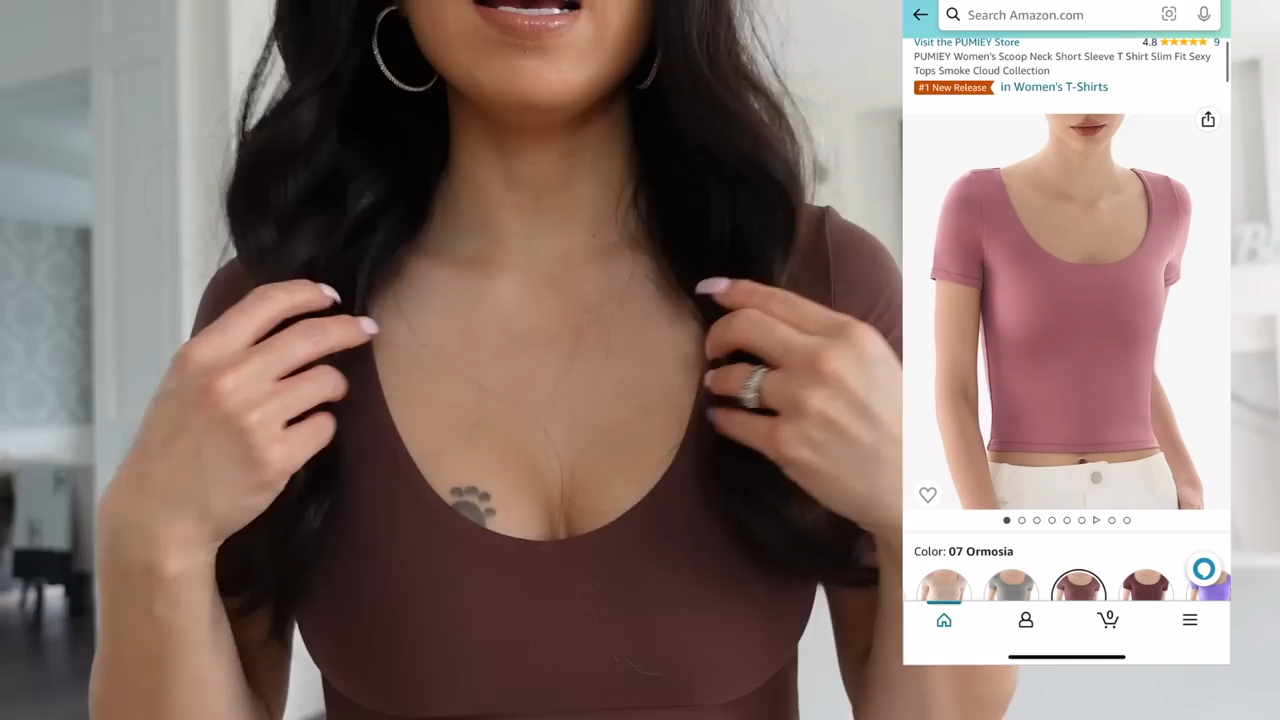 Search Amazon.com
Visit the PUMIEY Store 4.8 9
PUMIEY Women's Scoop Neck Short Sleeve T Shirt Slim Fit Sexy
Tops Smoke Cloud Collection
#1 New Release in Women's T-Shirts
Color: 07 Ormosia
0